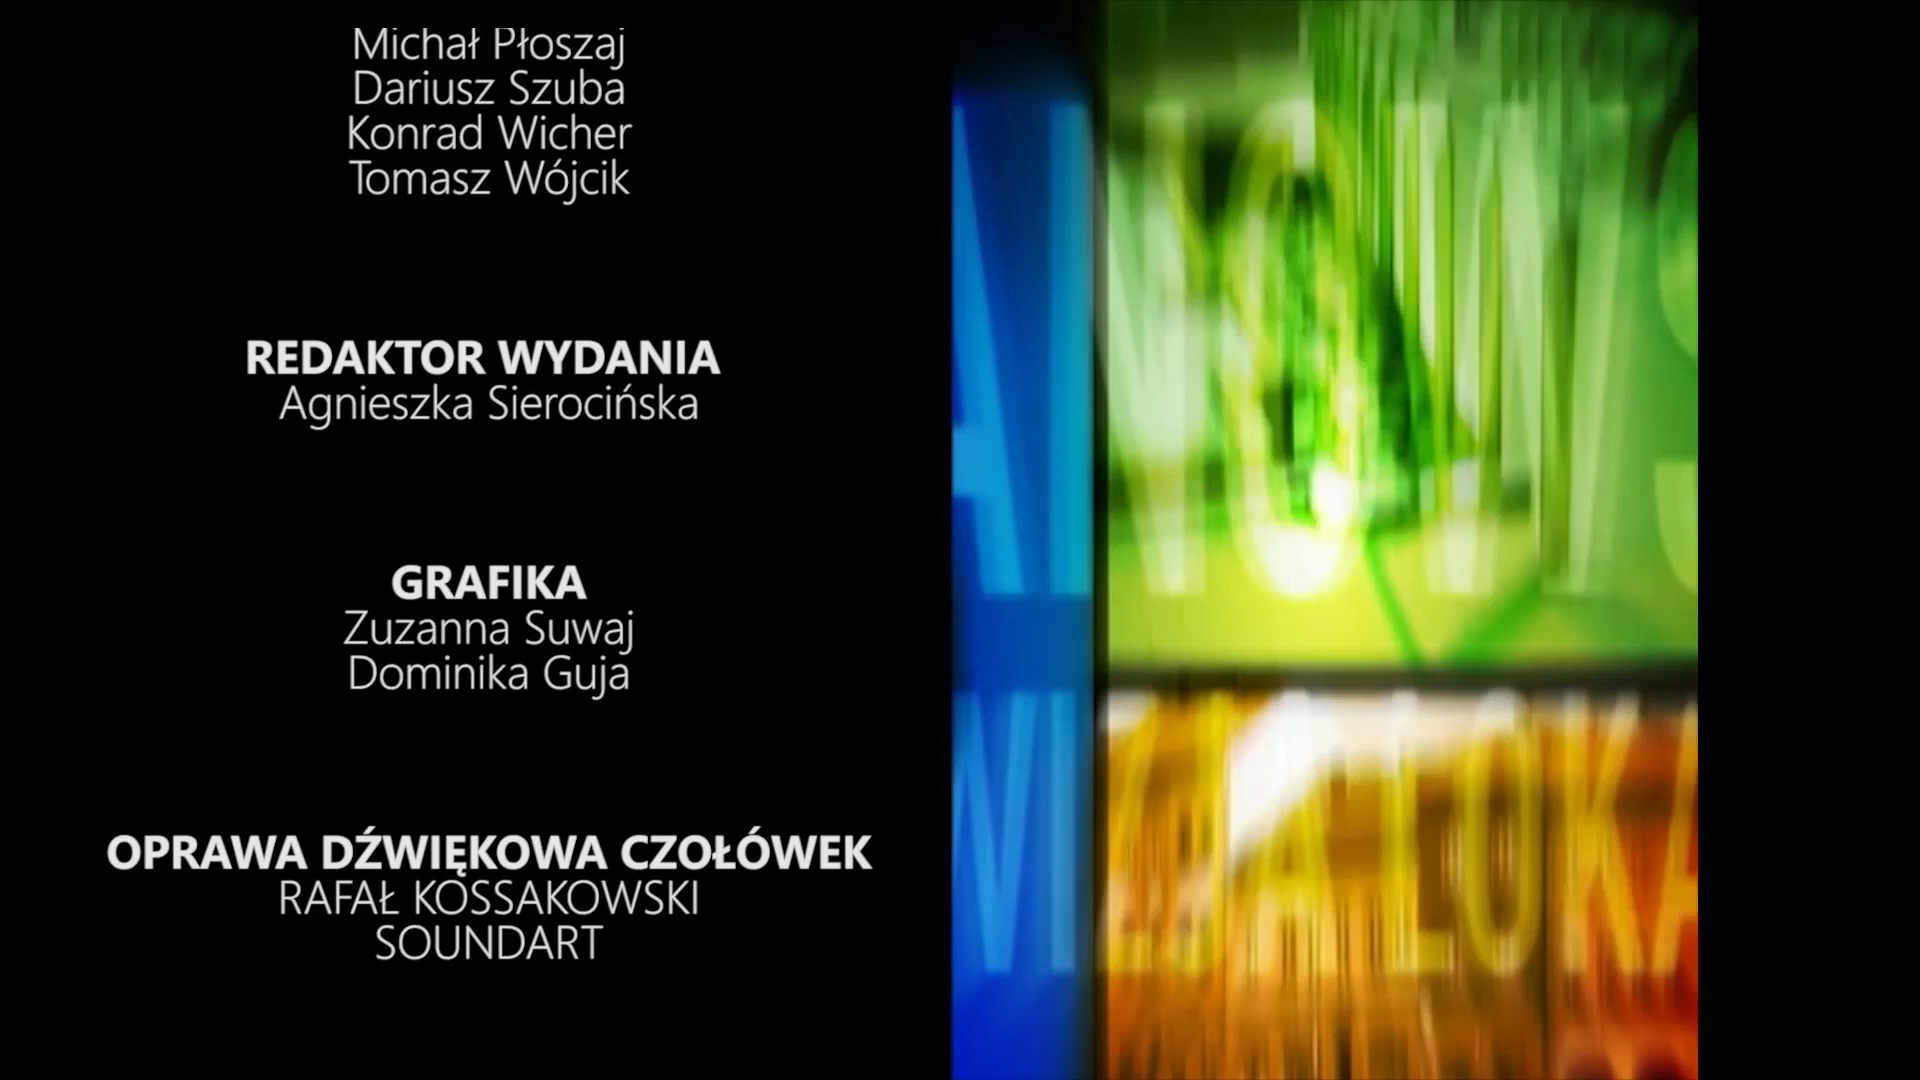 Michał Płoszaj
Dariusz Szuba
Konrad Wicher
Tomasz Wójcik
REDAKTOR WYDANIA
Agnieszka Sierocińska
GRAFIKA
Zuzanna Suwaj
Dominika Guja
OPRAWA DŹWIĘKOWA CZOŁÓWEK
RAFAŁ KOSSAKOWSKI
SOUNDART